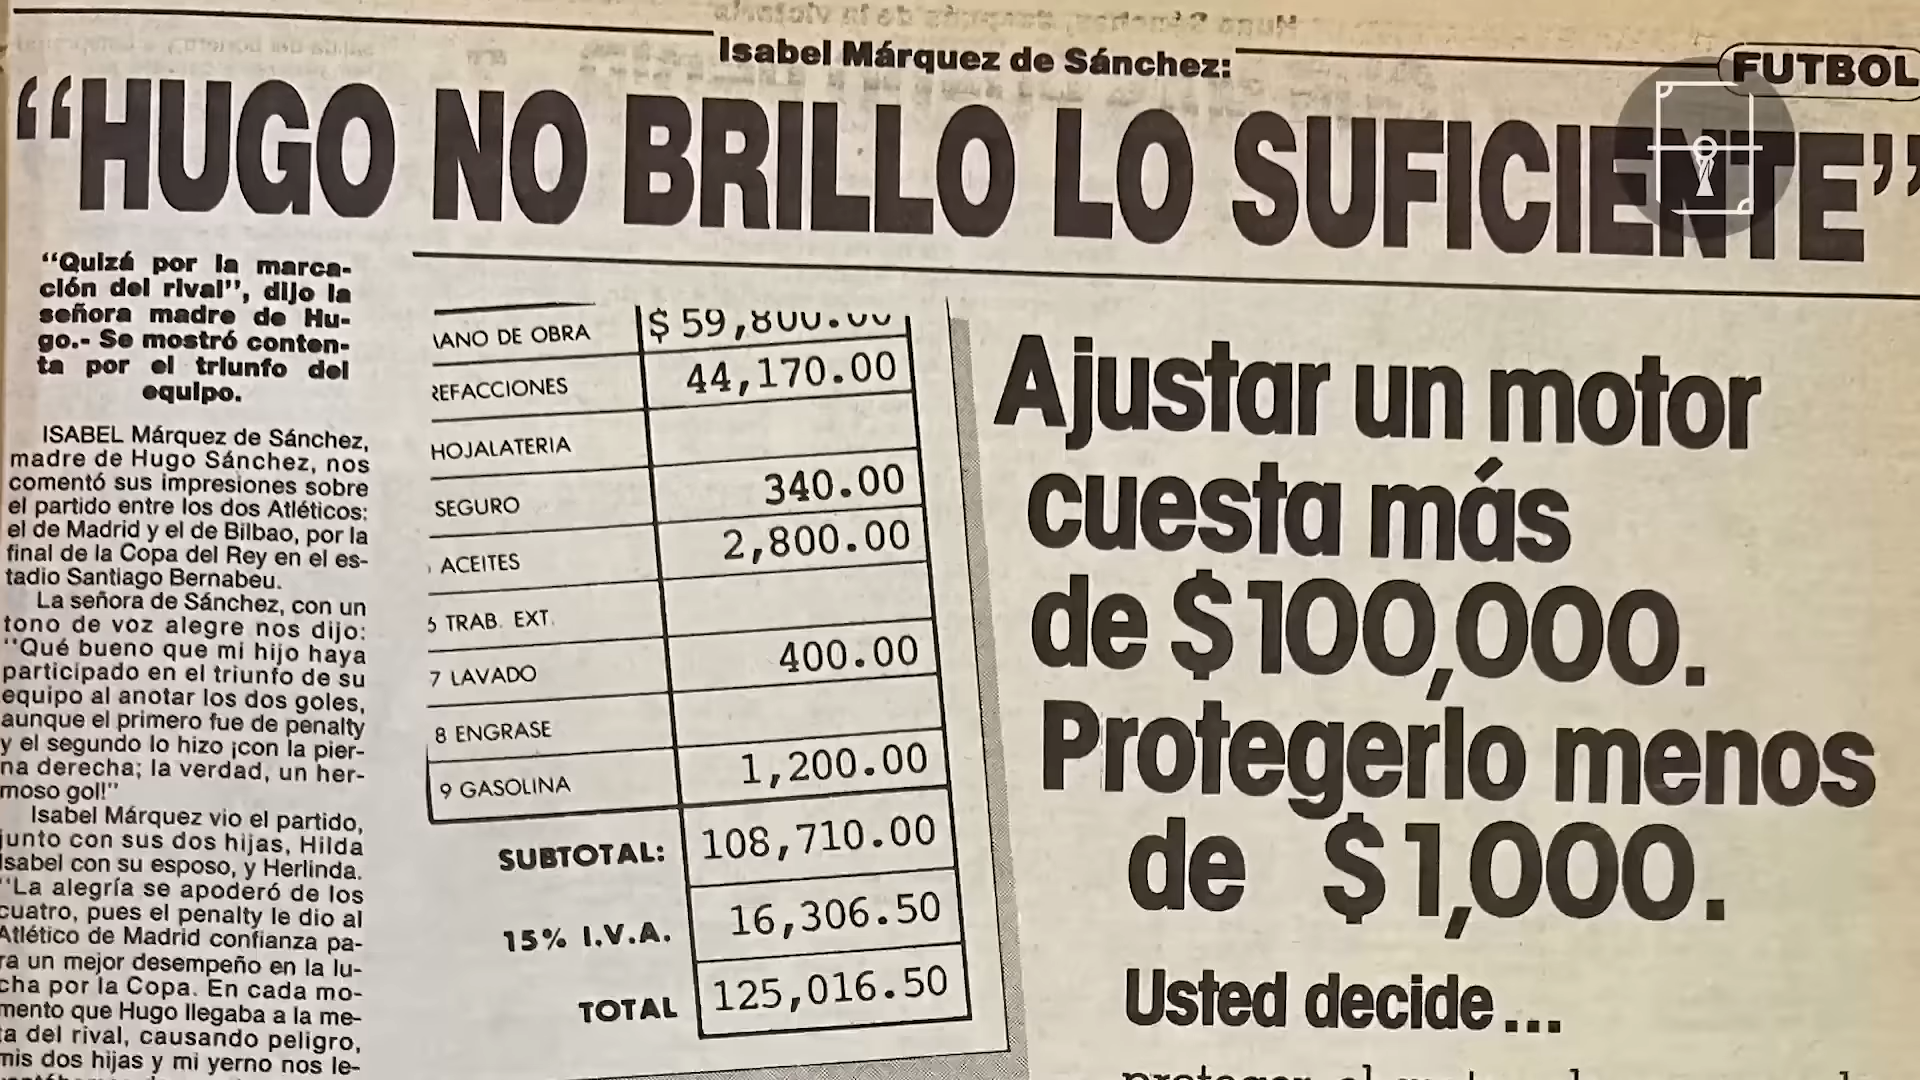 Isabel Márquez de Sánchez:
FUTBOL
“HUGO NO BRILLO LO SUFICIENTE”
“Quizá por la marca-
ción del rival”, dijo la
señora madre de Hu-
go.- Se mostró conten-
ta por el triunfo del
equipo.
ISABEL Márquez de Sánchez,
madre de Hugo Sánchez, nos
comentó sus impresiones sobre
el partido entre los dos Atléticos:
el de Madrid y el de Bilbao, por la
final de la Copa del Rey en el es-
tadio Santiago Bernabeu.
La señora de Sánchez, con un
tono de voz alegre nos dijo:
“Qué bueno que mi hijo haya
participado en el triunfo de su
equipo al anotar los dos goles,
aunque el primero fue de penalty
y el segundo lo hizo ¡con la pier-
na derecha; la verdad, un her-
moso gol!”
Isabel Márquez vio el partido,
junto con sus dos hijas, Hilda
Isabel con su esposo, y Herlinda.
“La alegría se apoderó de los
cuatro, pues el penalty le dio al
Atlético de Madrid confianza pa-
ra un mejor desempeño en la lu-
cha por la Copa. En cada mo-
mento que Hugo llegaba a la me-
ta del rival, causando peligro,
mis dos hijas y mi yerno nos le-
ANO DE OBRA $59,800.00
REFACCIONES 44,170.00
HOJALATERIA
SEGURO 340.00
ACEITES 2,800.00
6 TRAB. EXT.
7 LAVADO 400.00
8 ENGRASE
9 GASOLINA 1,200.00
SUBTOTAL: 108,710.00
15% I.V.A. 16,306.50
TOTAL 125,016.50
Ajustar un motor
cuesta más
de $100,000.
Protegerlo menos
de $1,000.
Usted decide...